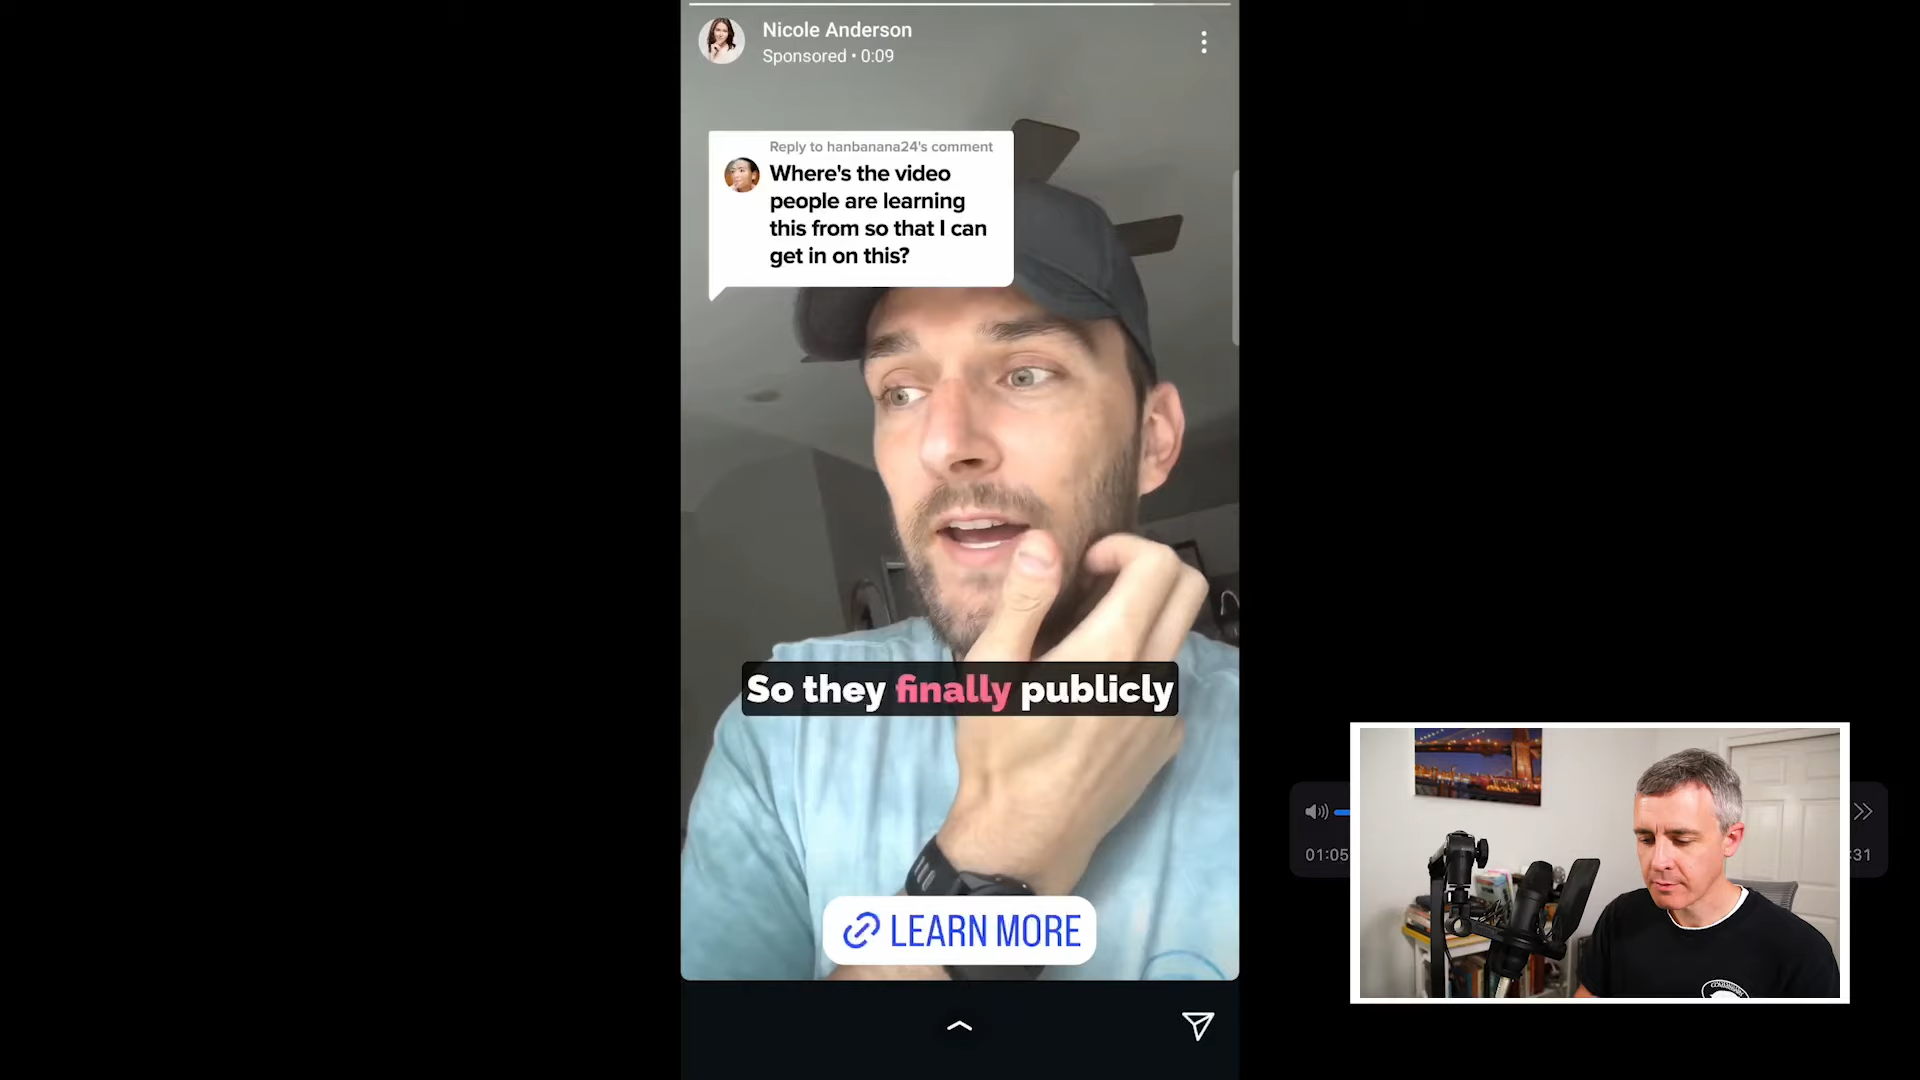 Nicole Anderson
Sponsored • 0:09
Reply to hanbanana24's comment
Where's the video
people are learning
this from so that I can
get in on this?
So they finally publicly
LEARN MORE
01:05
31